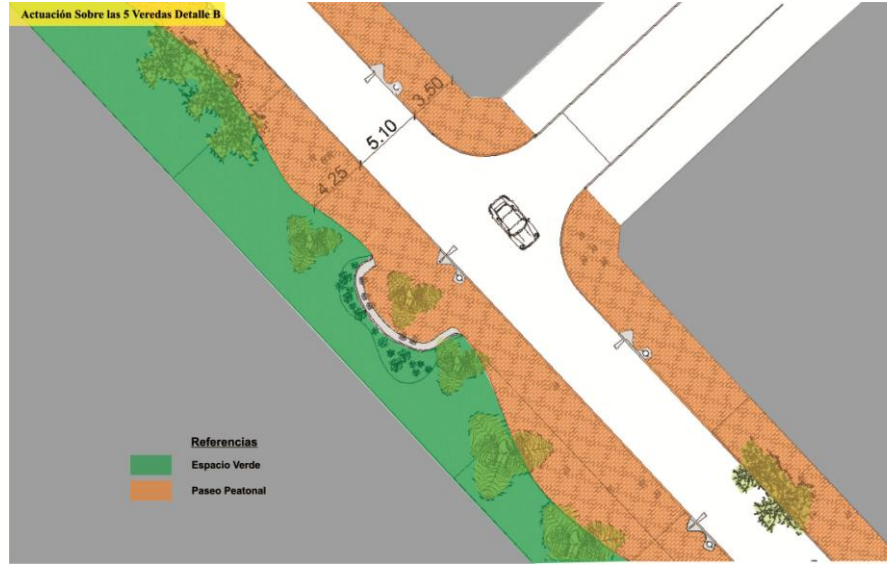 Actuación Sobre las 5 Veredas Detalle B
3.50
5.10
4.25
Referencias
Espacio Verde
Paseo Peatonal